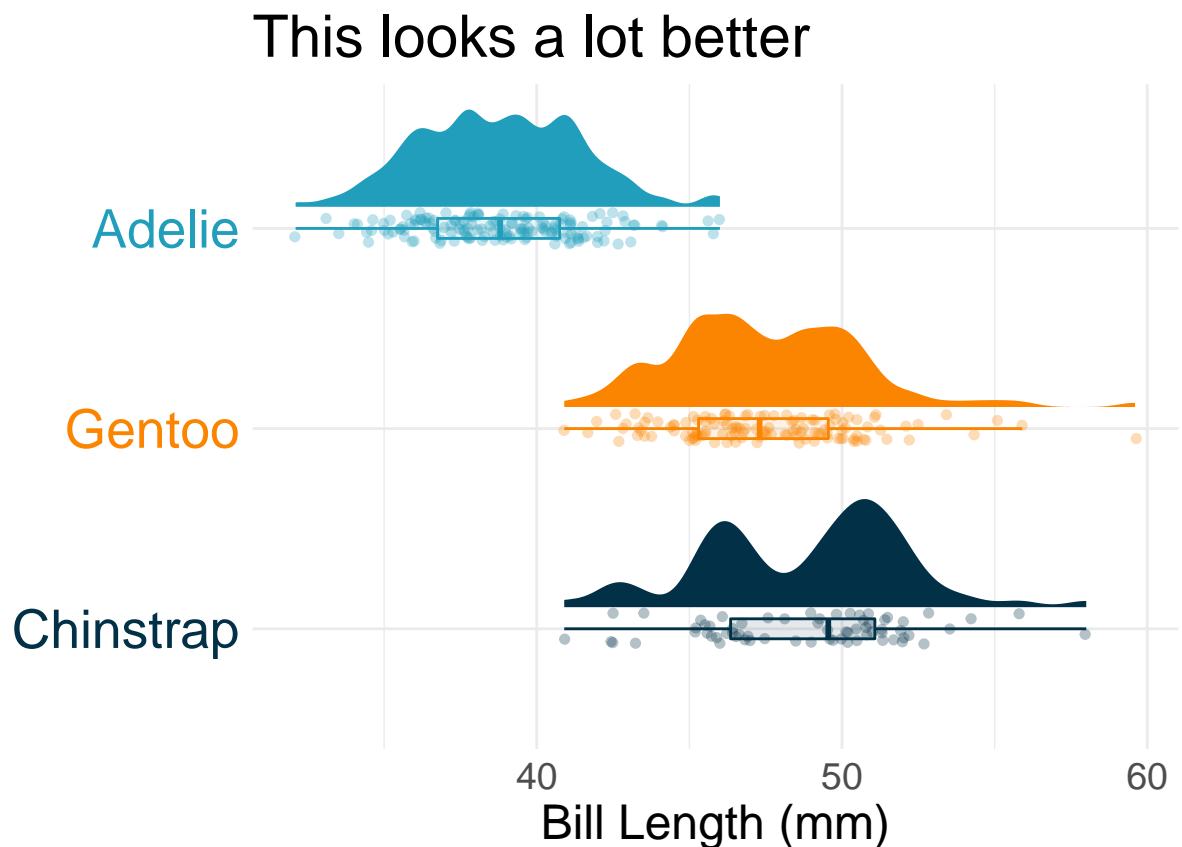 This looks a lot better
Adelie
Gentoo
Chinstrap
40 50 60
Bill Length (mm)